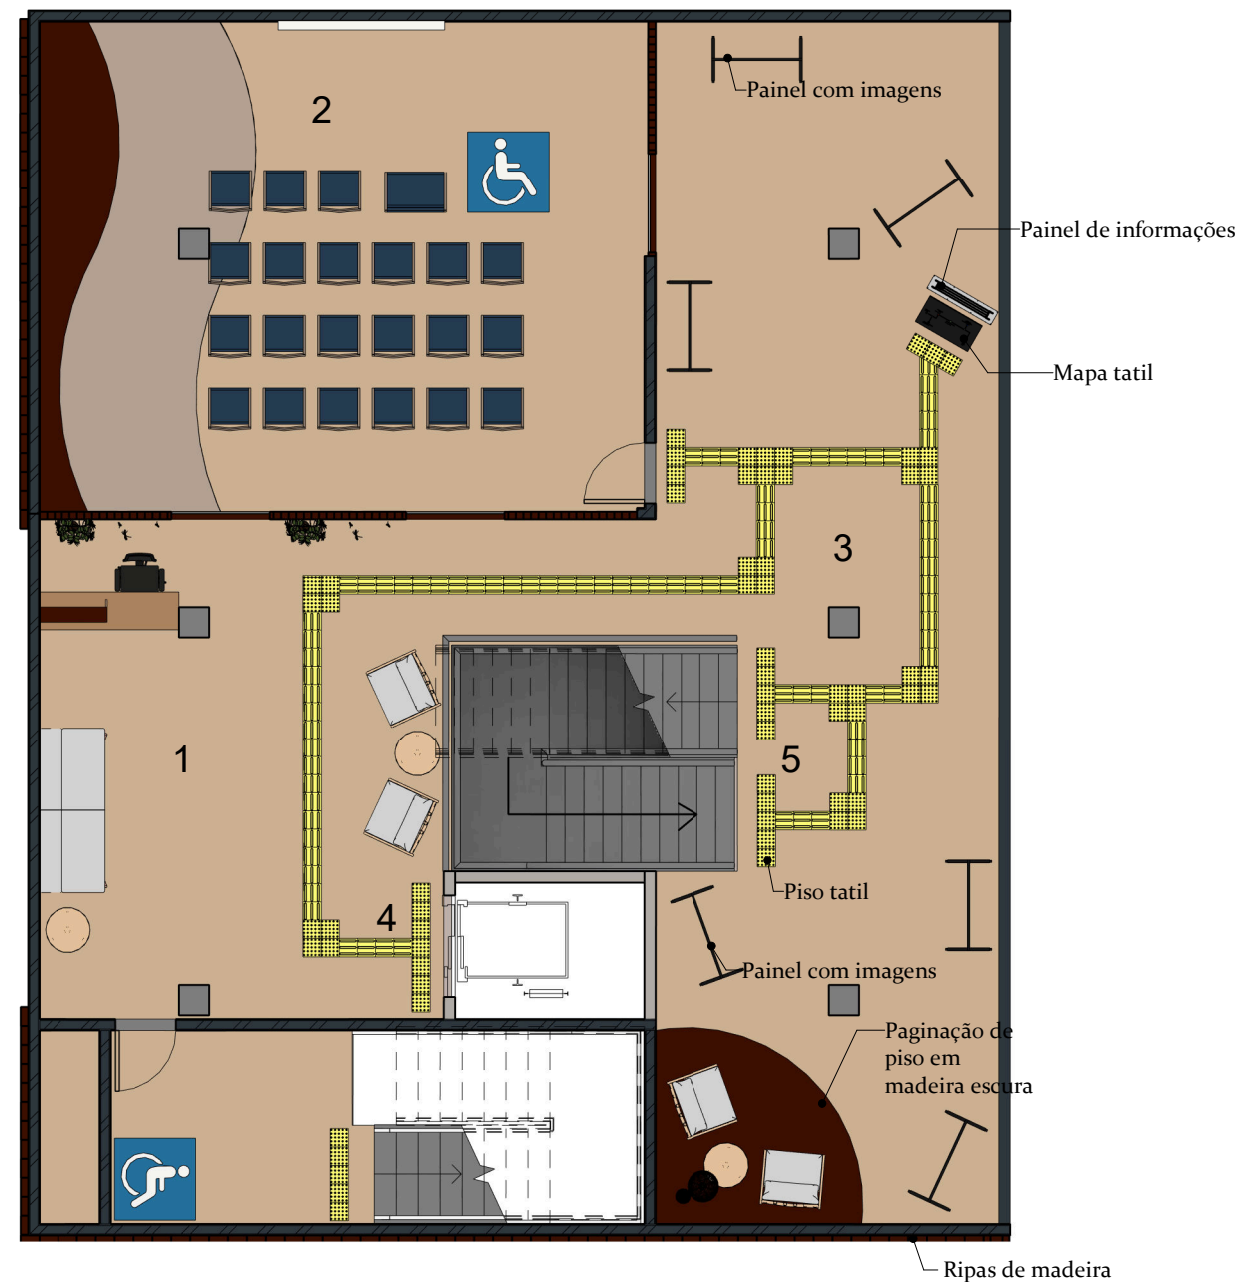 Painel com imagens
2
Painel de informações
Mapa tatil
3
1
5
Piso tatil
4
Painel com imagens
Paginação de
piso em
madeira escura
Ripas de madeira